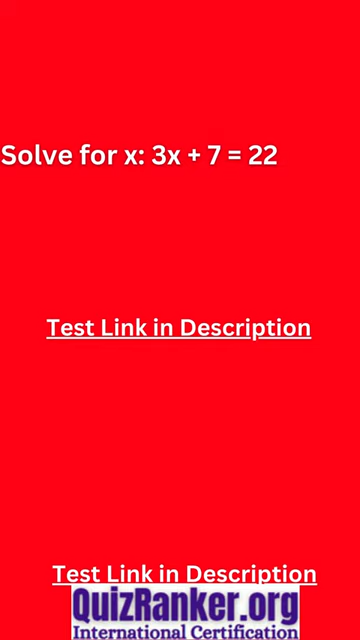 Solve for x: 3x + 7 = 22
Test Link in Description
Test Link in Description
QuizRanker.org
International Certification